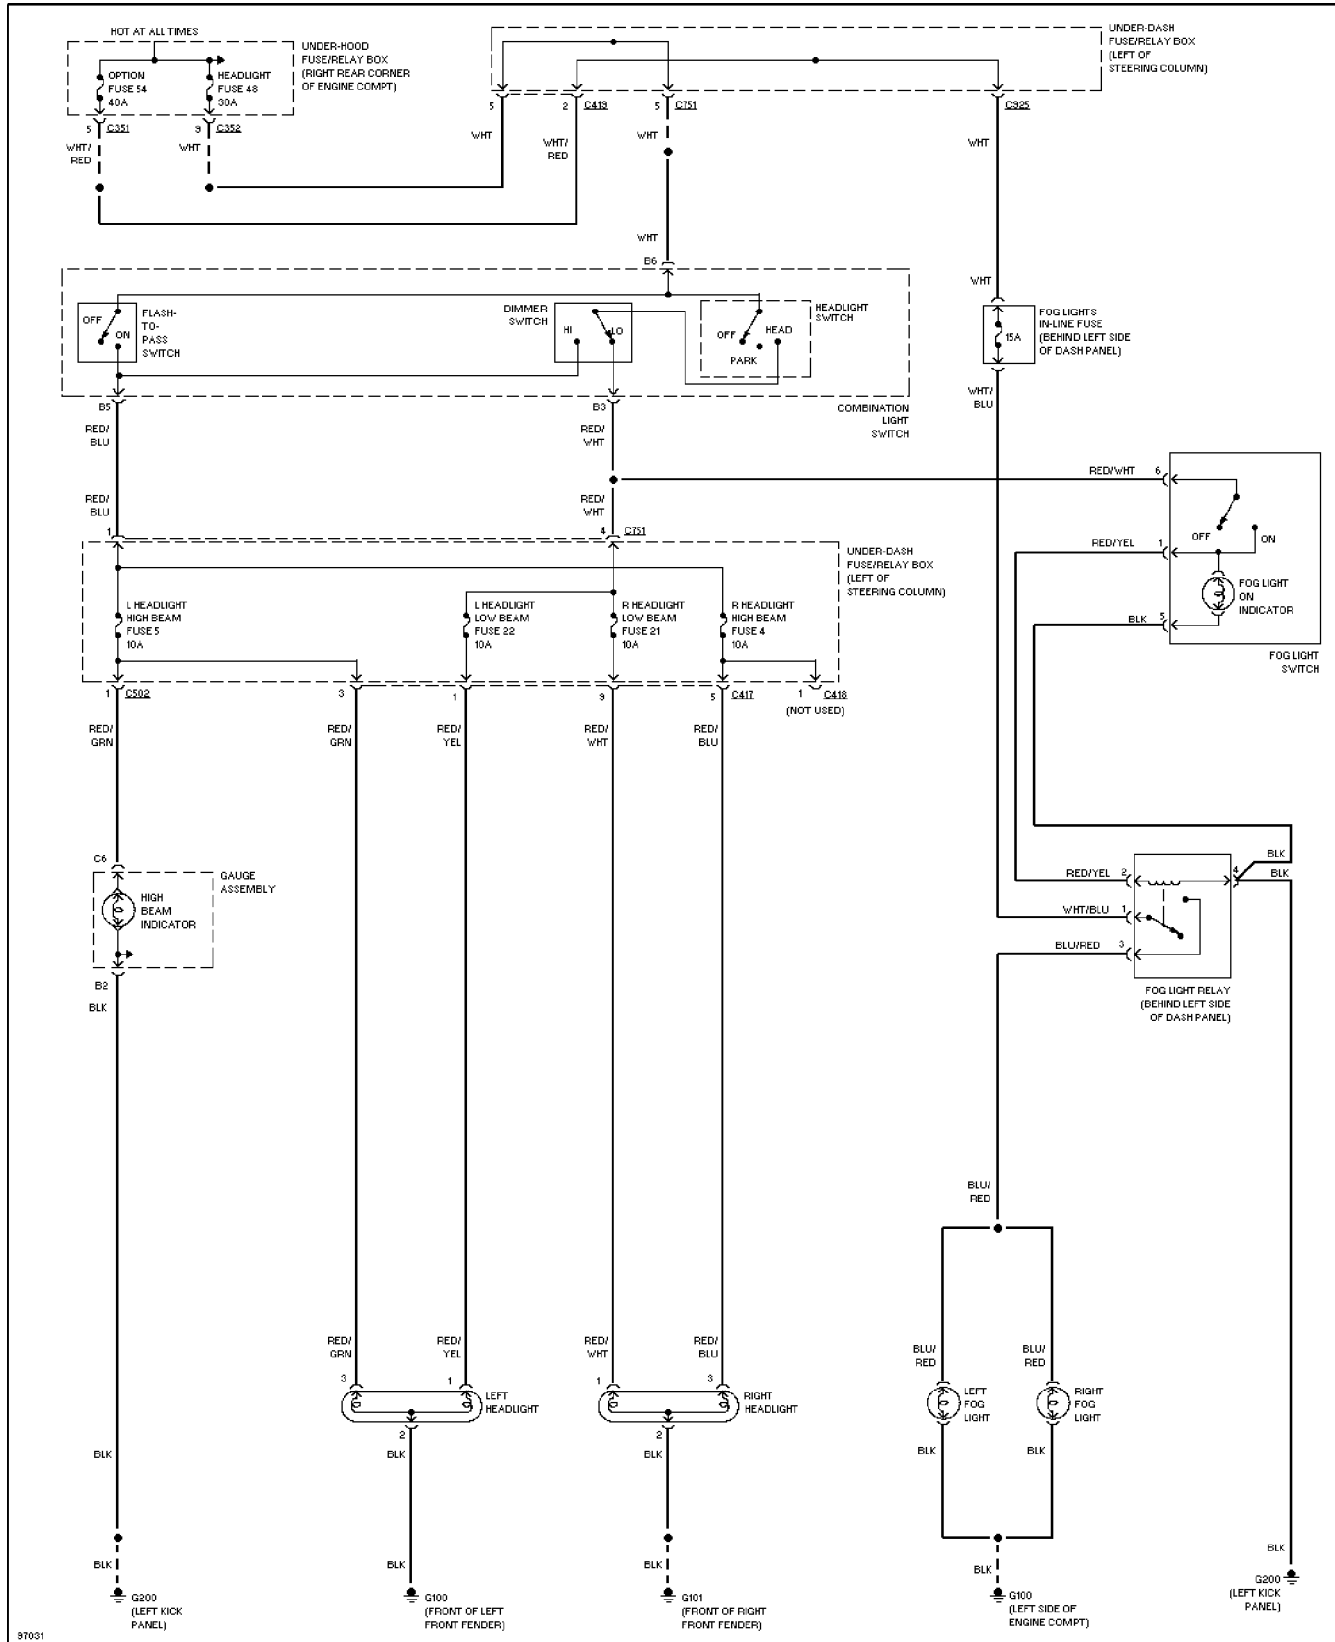 HOT AT ALL TIMES
UNDER-HOOD
FUSE/RELAY BOX
(RIGHT REAR CORNER
OF ENGINE COMPT)
OPTION
FUSE 54
40A
HEADLIGHT
FUSE 48
30A
UNDER-DASH
FUSE/RELAY BOX
(LEFT OF
STEERING COLUMN)
5 C351
9 C352
5
2 C419
5 C751
C925
WHT/
RED
WHT
WHT
WHT/
RED
WHT
WHT
WHT
B6
WHT
OFF
ON
FLASH-
TO-
PASS
SWITCH
DIMMER
SWITCH
HI
LO
HEADLIGHT
SWITCH
OFF
HEAD
PARK
FOG LIGHTS
IN-LINE FUSE
(BEHIND LEFT SIDE
OF DASH PANEL)
15A
B5
B3
COMBINATION
LIGHT
SWITCH
WHT/
BLU
RED/
BLU
RED/
WHT
RED/WHT 6
RED/
BLU
RED/
WHT
1
4 C751
OFF
ON
RED/YEL 1
UNDER-DASH
FUSE/RELAY BOX
(LEFT OF
STEERING COLUMN)
FOG LIGHT
ON
INDICATOR
L HEADLIGHT
HIGH BEAM
FUSE 5
10A
L HEADLIGHT
LOW BEAM
FUSE 22
10A
R HEADLIGHT
LOW BEAM
FUSE 21
10A
R HEADLIGHT
HIGH BEAM
FUSE 4
10A
BLK 5
FOG LIGHT
SWITCH
1 C502
3
1
9
5 C417
1 C418
(NOT USED)
RED/
GRN
RED/
GRN
RED/
YEL
RED/
WHT
RED/
BLU
C6
GAUGE
ASSEMBLY
HIGH
BEAM
INDICATOR
B2
BLK
BLK
BLK
4
RED/YEL 2
WHT/BLU 1
BLU/RED 3
FOG LIGHT RELAY
(BEHIND LEFT SIDE
OF DASH PANEL)
BLU/
RED
RED/
GRN
RED/
YEL
RED/
WHT
RED/
BLU
BLU/
RED
BLU/
RED
3
1
LEFT
HEADLIGHT
1
3
RIGHT
HEADLIGHT
LEFT
FOG
LIGHT
RIGHT
FOG
LIGHT
2
2
BLK
BLK
BLK
BLK
BLK
BLK
BLK
BLK
BLK
BLK
G200
(LEFT KICK
PANEL)
G100
(FRONT OF LEFT
FRONT FENDER)
G101
(FRONT OF RIGHT
FRONT FENDER)
G100
(LEFT SIDE OF
ENGINE COMPT)
G200
(LEFT KICK
PANEL)
97031